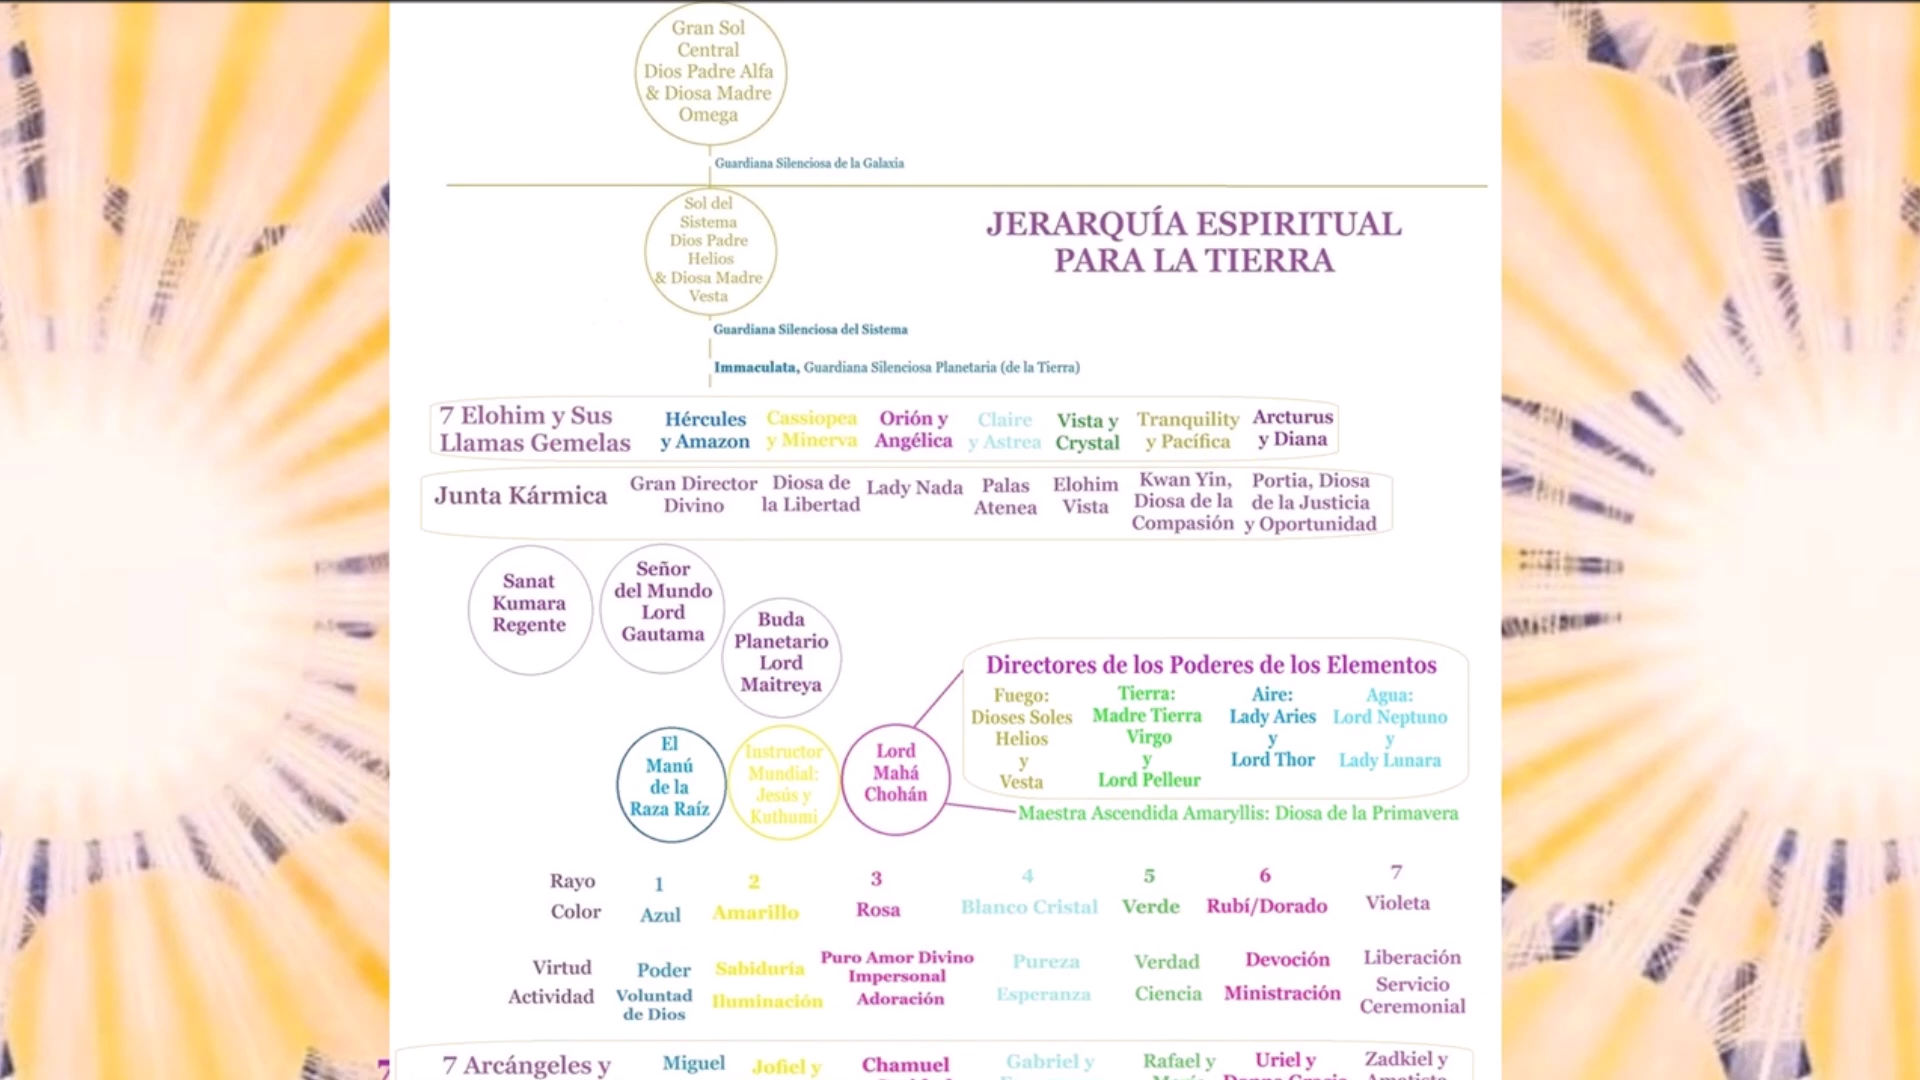 Gran Sol
Central
Dios Padre Alfa
& Diosa Madre
Omega
Guardiana Silenciosa de la Galaxia
Sol del
Sistema
Dios Padre
Helios
& Diosa Madre
Vesta
JERARQUÍA ESPIRITUAL
PARA LA TIERRA
Guardiana Silenciosa del Sistema
Immaculata, Guardiana Silenciosa Planetaria (de la Tierra)
7 Elohim y Sus
Llamas Gemelas
Hércules
y Amazon
Cassiopea
y Minerva
Orión y
Angélica
Claire
y Astrea
Vista y
Crystal
Tranquility
y Pacífica
Arcturus
y Diana
Junta Kármica
Gran Director
Divino
Diosa de
la Libertad
Lady Nada
Palas
Atenea
Elohim
Vista
Kwan Yin,
Diosa de la
Compasión
Portia, Diosa
de la Justicia
y Oportunidad
Sanat
Kumara
Regente
Señor
del Mundo
Lord
Gautama
Buda
Planetario
Lord
Maitreya
El
Manú
de la
Raza Raíz
Instructor
Mundial:
Jesús y
Kuthumi
Lord
Mahá
Chohán
Directores de los Poderes de los Elementos
Fuego:
Dioses Soles
Helios
y
Vesta
Tierra:
Madre Tierra
Virgo
y
Lord Pelleur
Aire:
Lady Aries
y
Lord Thor
Agua:
Lord Neptuno
y
Lady Lunara
Maestra Ascendida Amaryllis: Diosa de la Primavera
Rayo 1 2 3 4 5 6 7
Color Azul Amarillo Rosa Blanco Cristal Verde Rubí/Dorado Violeta
Virtud Poder Sabiduría Puro Amor Divino Impersonal Pureza Verdad Devoción Liberación
Actividad Voluntad de Dios Iluminación Adoración Esperanza Ciencia Ministración Servicio Ceremonial
7
7 Arcángeles y Miguel Jofiel y Chamuel Gabriel y Rafael y Uriel y Zadkiel y